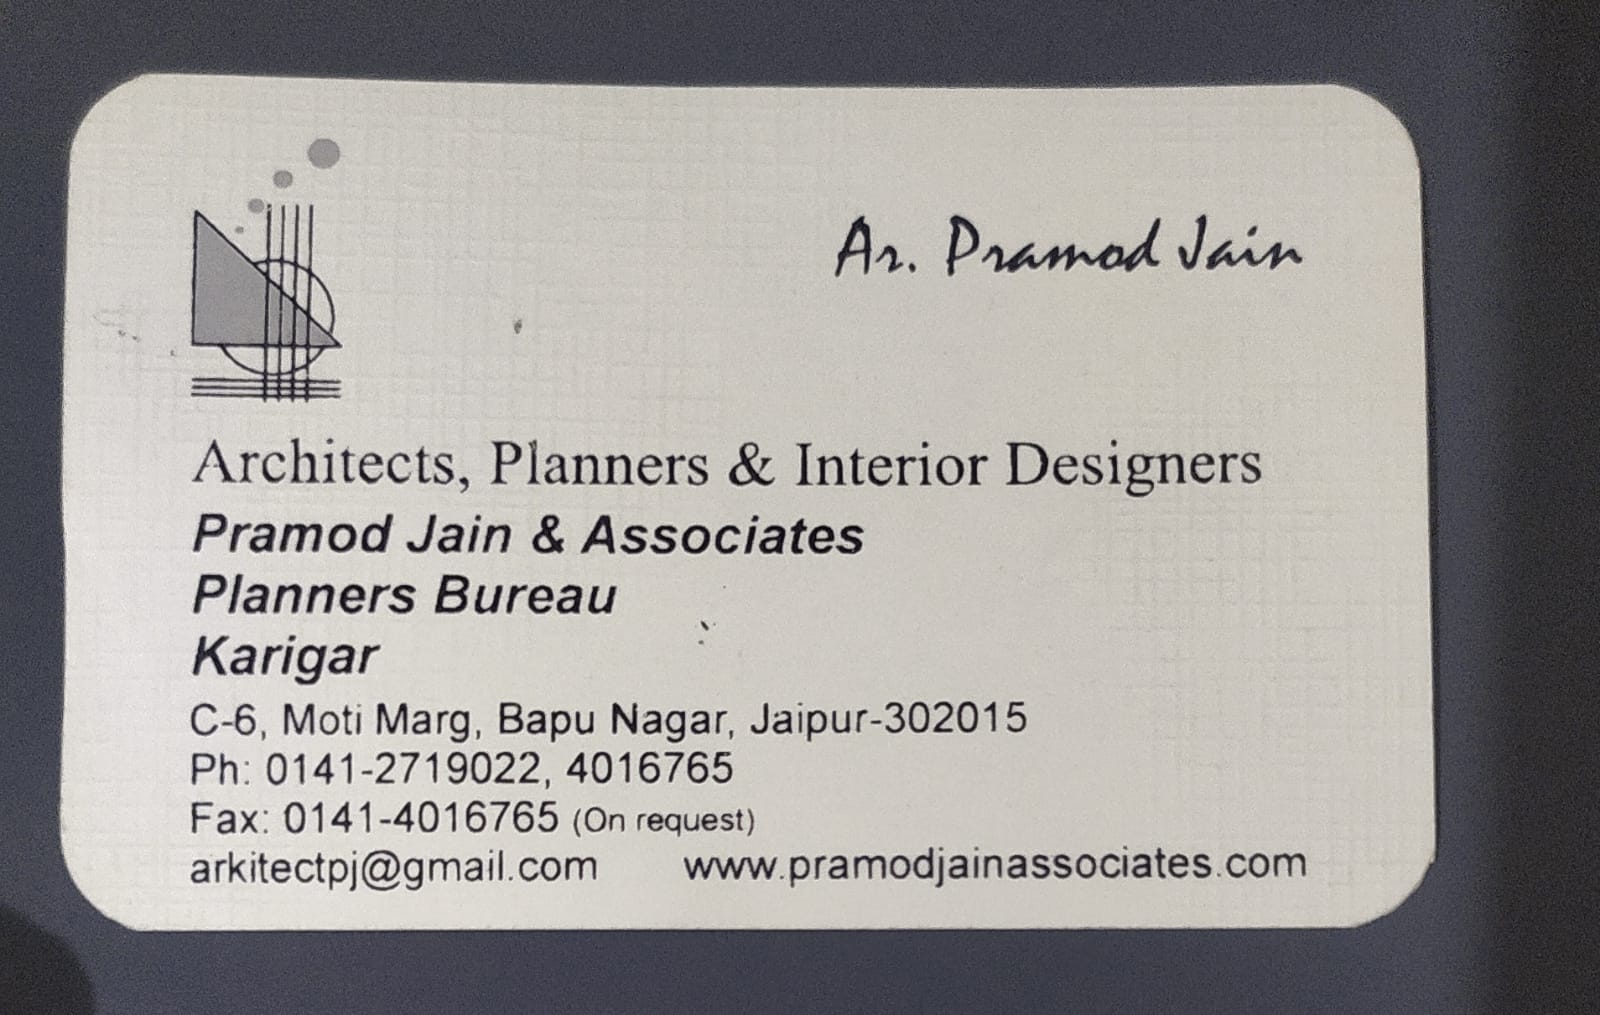 Ar. Pramod Jain
Architects, Planners & Interior Designers
Pramod Jain & Associates
Planners Bureau
Karigar
C-6, Moti Marg, Bapu Nagar, Jaipur-302015
Ph: 0141-2719022, 4016765
Fax: 0141-4016765 (On request)
arkitectpj@gmail.com www.pramodjainassociates.com